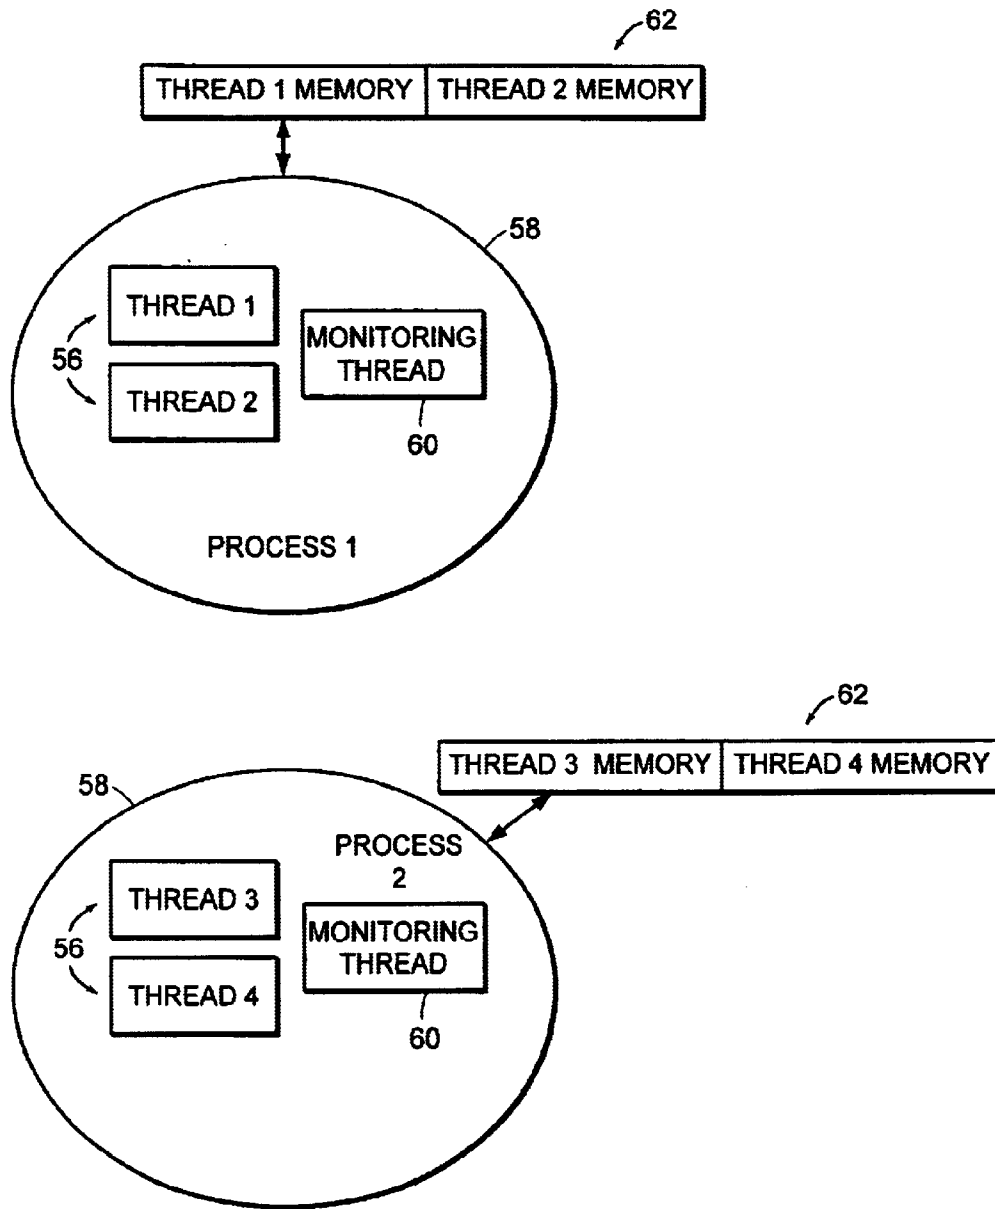 62
THREAD 1 MEMORY THREAD 2 MEMORY
58
THREAD 1
MONITORING
THREAD
56
THREAD 2
60
PROCESS 1
62
THREAD 3 MEMORY THREAD 4 MEMORY
58
PROCESS
2
THREAD 3
MONITORING
THREAD
56
THREAD 4
60